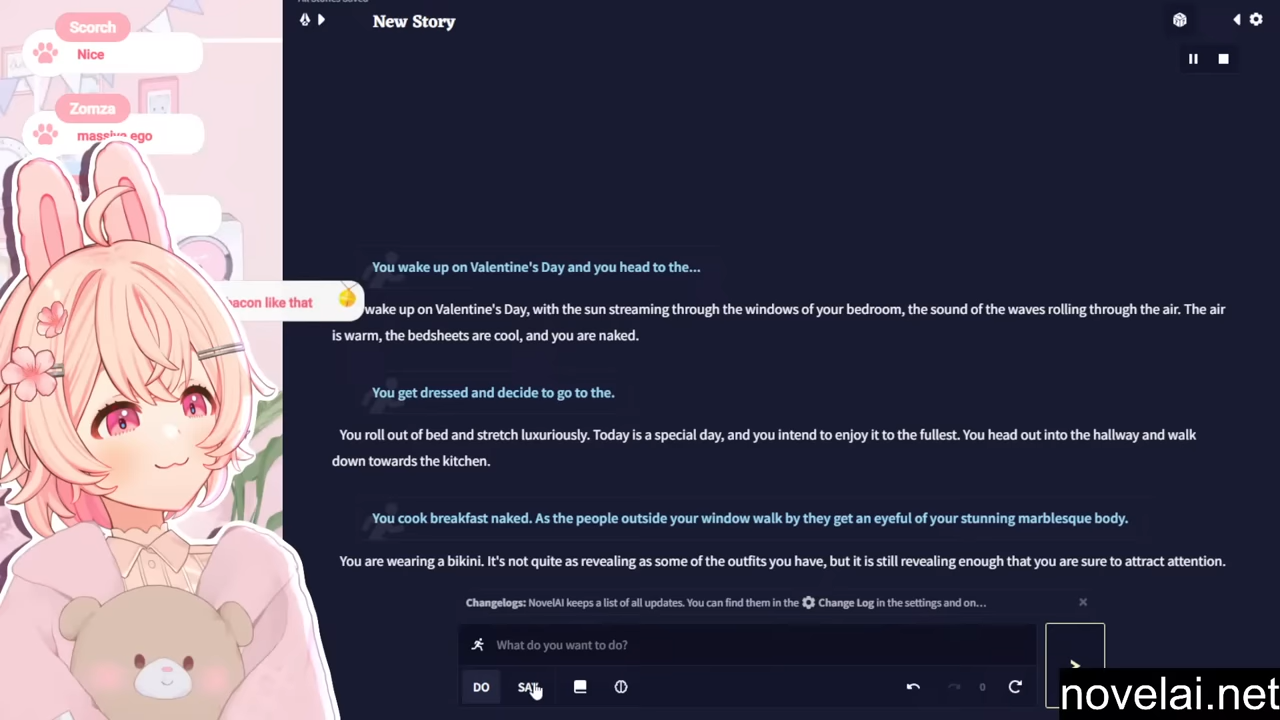 Scorch
Nice
Zomza
massive ego
bacon like that
New Story
You wake up on Valentine's Day and you head to the...
wake up on Valentine's Day, with the sun streaming through the windows of your bedroom, the sound of the waves rolling through the air. The air
is warm, the bedsheets are cool, and you are naked.
You get dressed and decide to go to the.
You roll out of bed and stretch luxuriously. Today is a special day, and you intend to enjoy it to the fullest. You head out into the hallway and walk
down towards the kitchen.
You cook breakfast naked. As the people outside your window walk by they get an eyeful of your stunning marblesque body.
You are wearing a bikini. It's not quite as revealing as some of the outfits you have, but it is still revealing enough that you are sure to attract attention.
Changelogs: NovelAI keeps a list of all updates. You can find them in the Change Log in the settings and on...
What do you want to do?
DO
0
novelai.net